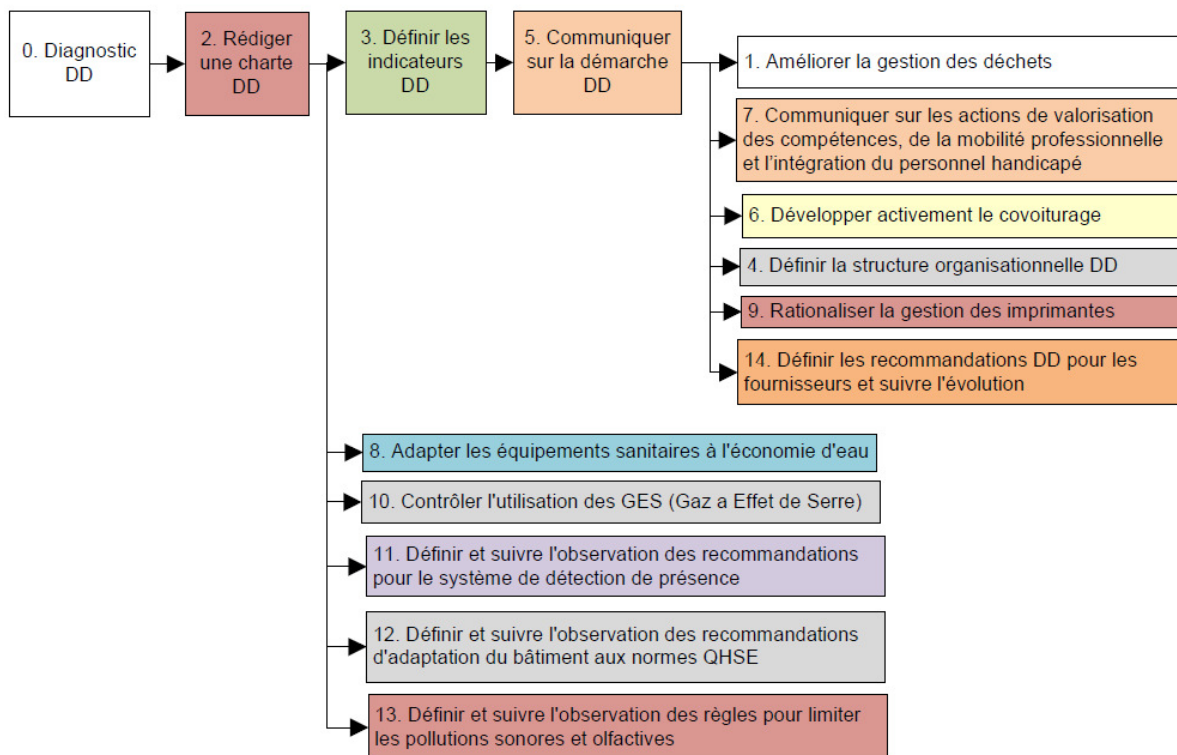 0. Diagnostic
DD
2. Rédiger
une charte
DD
3. Définir les
indicateurs
DD
5. Communiquer
sur la démarche
DD
1. Améliorer la gestion des déchets
7. Communiquer sur les actions de valorisation
des compétences, de la mobilité professionnelle
et l'intégration du personnel handicapé
6. Développer activement le covoiturage
4. Définir la structure organisationnelle DD
9. Rationaliser la gestion des imprimantes
14. Définir les recommandations DD pour les
fournisseurs et suivre l'évolution
8. Adapter les équipements sanitaires à l'économie d'eau
10. Contrôler l'utilisation des GES (Gaz a Effet de Serre)
11. Définir et suivre l'observation des recommandations
pour le système de détection de présence
12. Définir et suivre l'observation des recommandations
d'adaptation du bâtiment aux normes QHSE
13. Définir et suivre l'observation des règles pour limiter
les pollutions sonores et olfactives